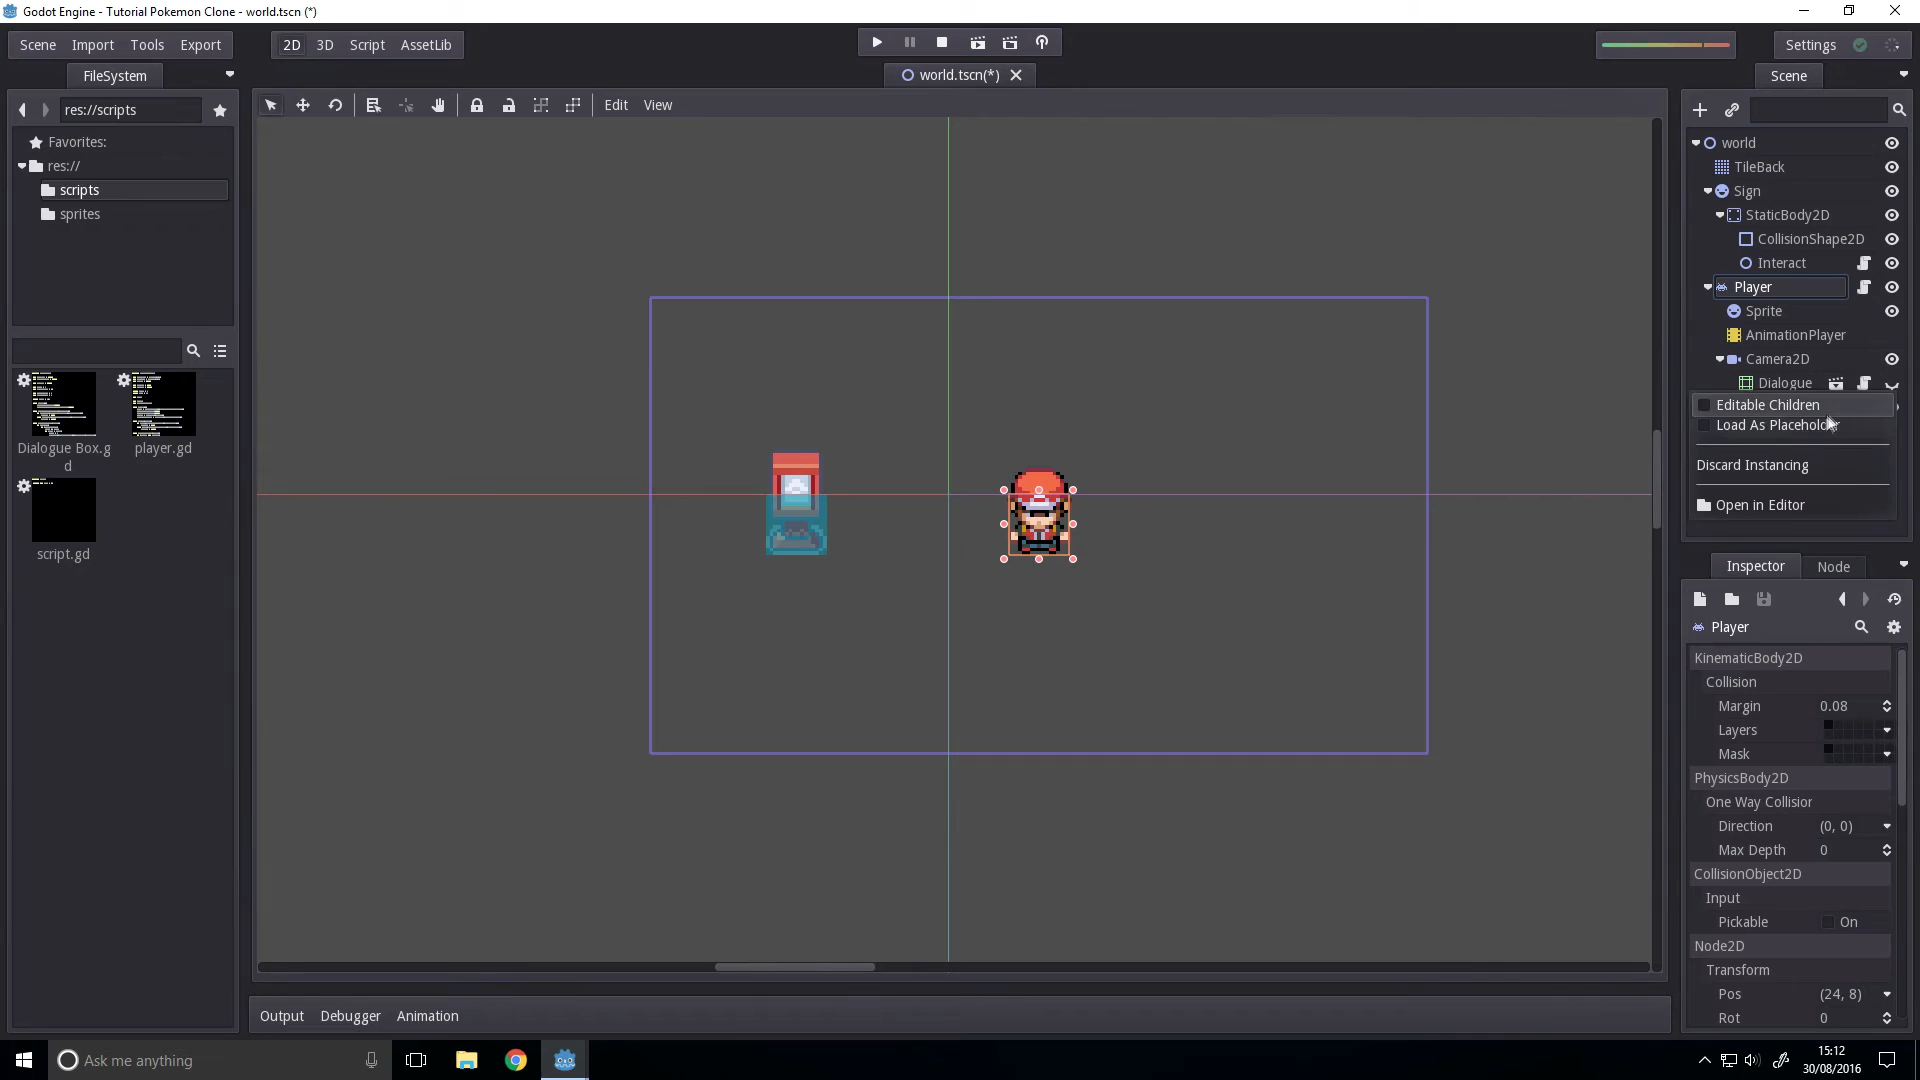 Godot Engine - Tutorial Pokemon Clone - world.tscn (*)
Scene Import Tools Export
2D 3D Script AssetLib
Settings
FileSystem
world.tscn(*)
Scene
res://scripts
Edit View
Favorites:
res://
scripts
sprites
Dialogue Box.g
d
player.gd
script.gd
world
TileBack
Sign
StaticBody2D
CollisionShape2D
Interact
Player
Sprite
AnimationPlayer
Camera2D
Dialogue
Editable Children
Load As Placeholder
Discard Instancing
Open in Editor
Inspector Node
Player
KinematicBody2D
Collision
Margin 0.08
Layers
Mask
PhysicsBody2D
One Way Collisior
Direction (0, 0)
Max Depth 0
CollisionObject2D
Input
Pickable On
Node2D
Transform
Pos (24, 8)
Rot 0
Output Debugger Animation
Ask me anything
15:12
30/08/2016